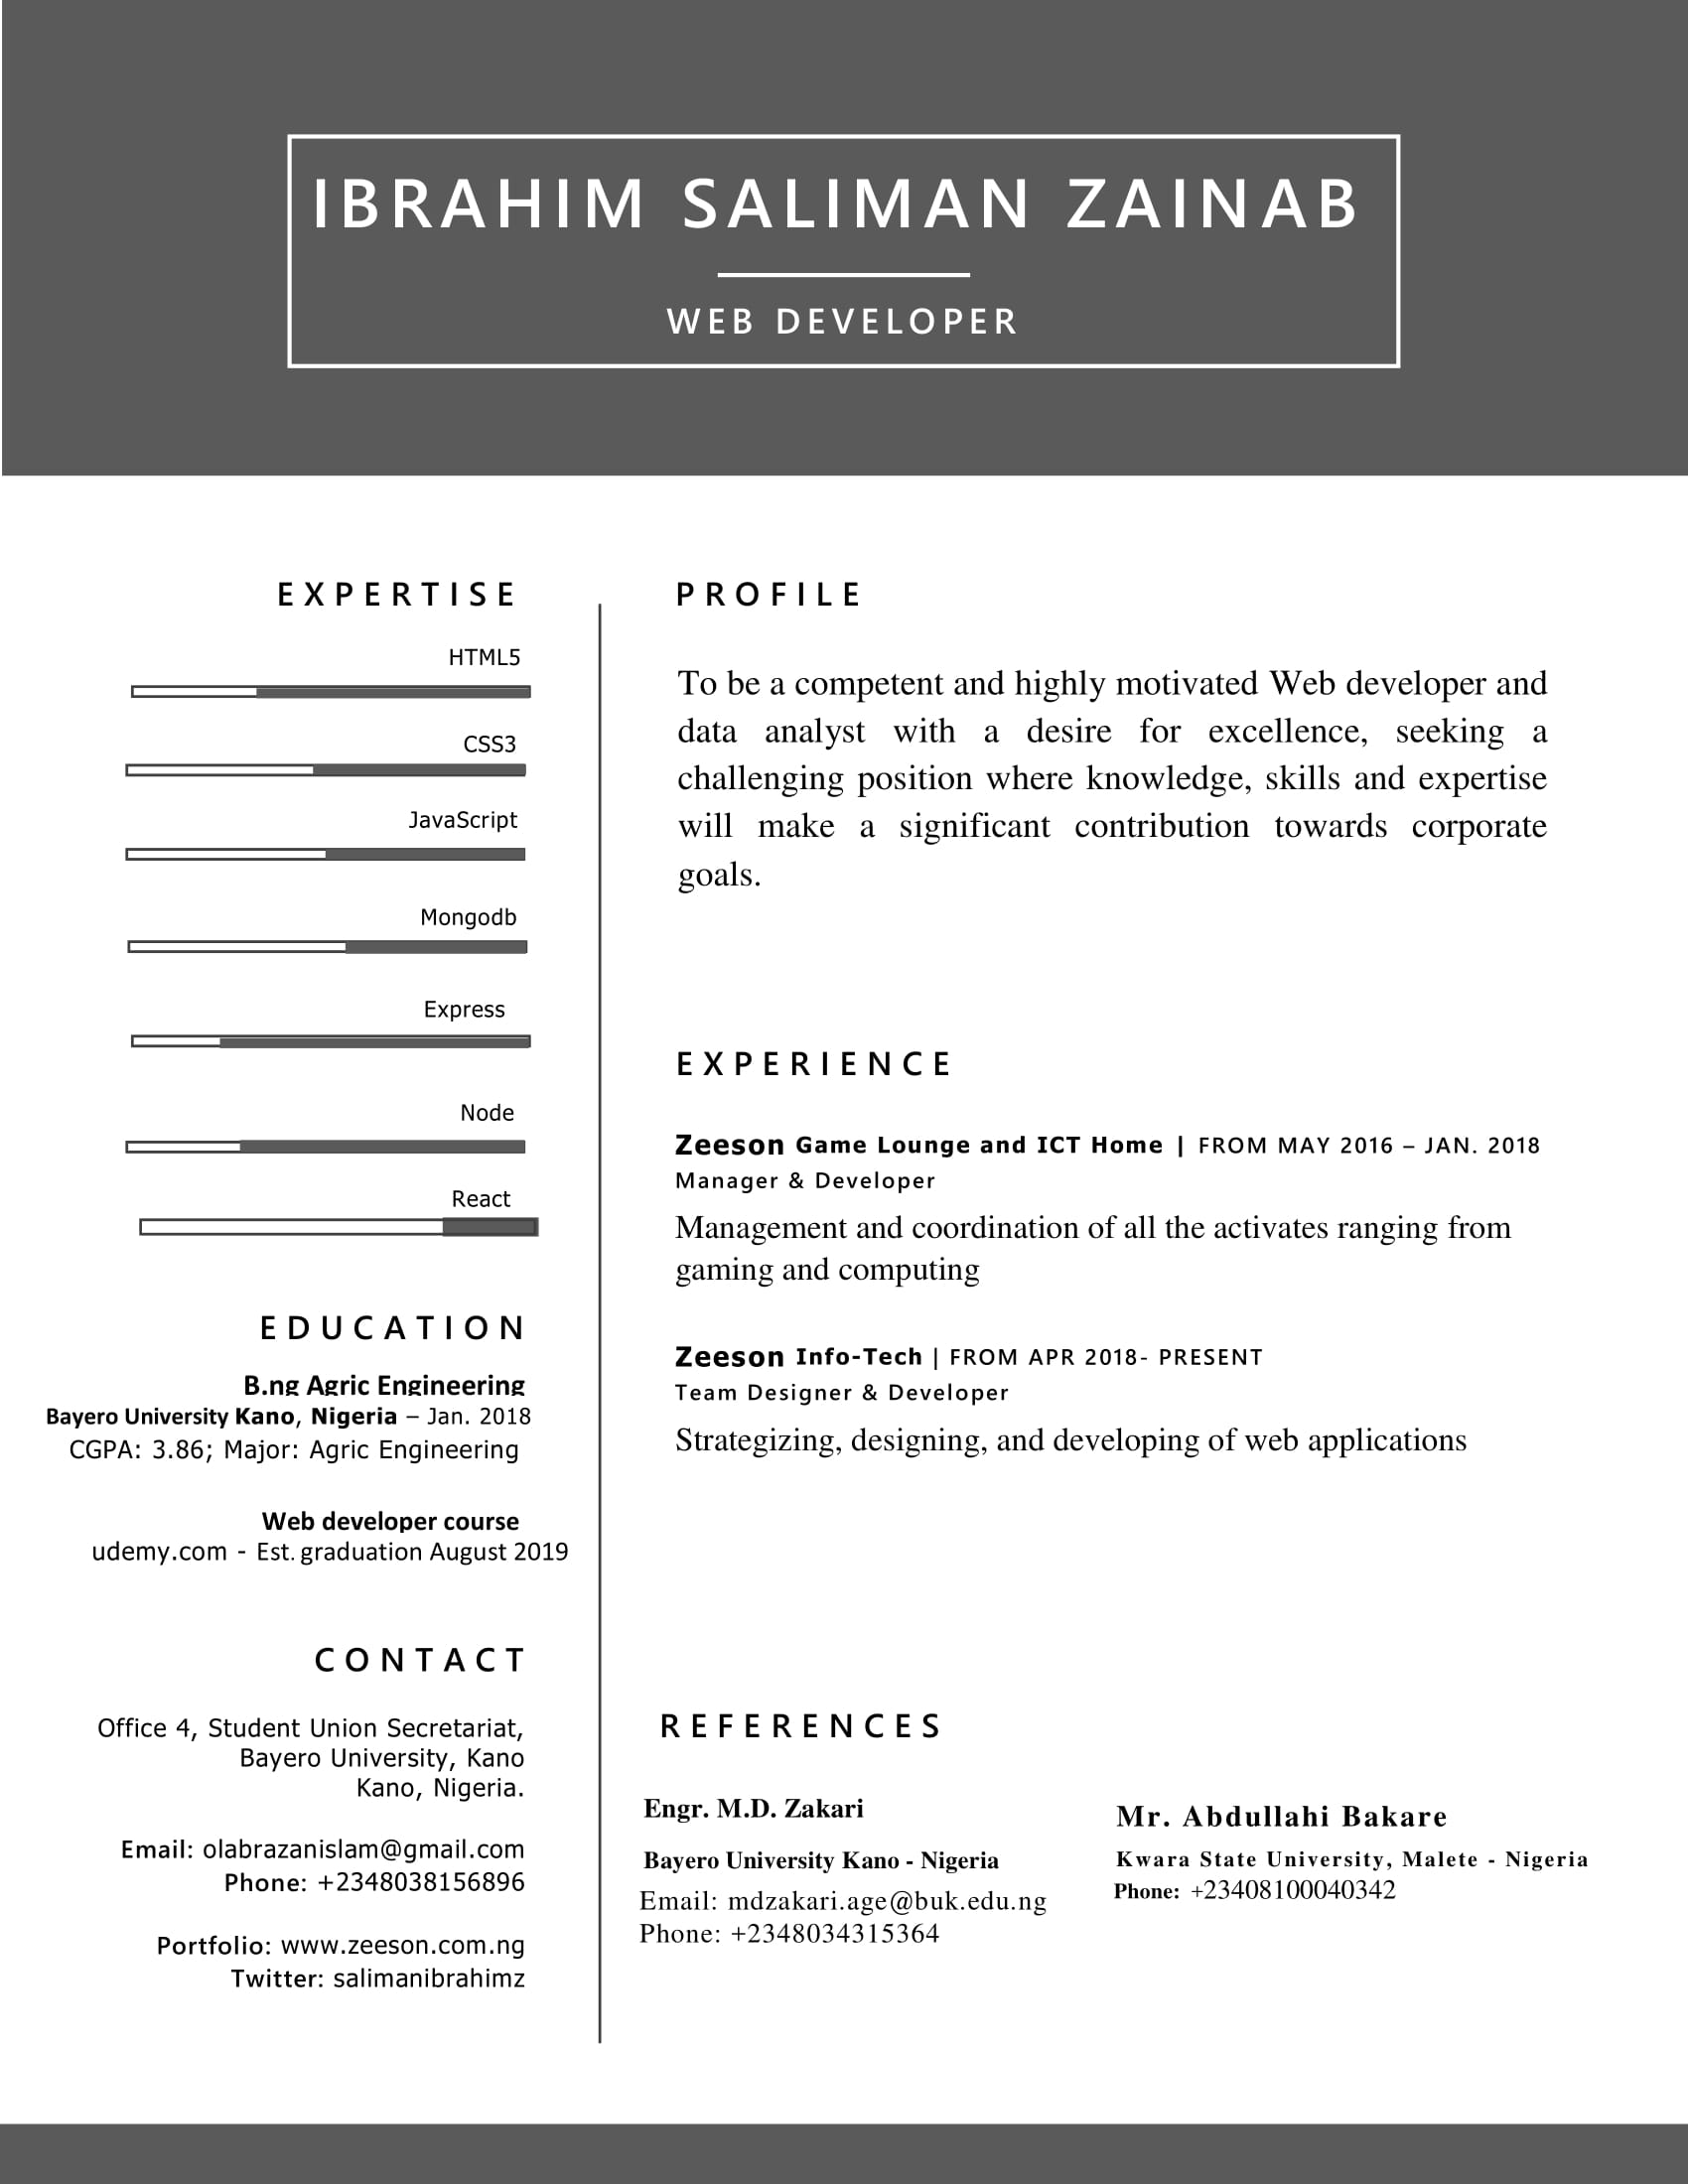 IBRAHIM SALIMAN ZAINAB
WEB DEVELOPER
EXPERTISE
HTML5
CSS3
JavaScript
Mongodb
Express
Node
React
EDUCATION
B.ng Agric Engineering
Bayero University Kano, Nigeria – Jan. 2018
CGPA: 3.86; Major: Agric Engineering
Web developer course
udemy.com - Est. graduation August 2019
CONTACT
Office 4, Student Union Secretariat,
Bayero University, Kano
Kano, Nigeria.
Email: olabrazanislam@gmail.com
Phone: +2348038156896
Portfolio: www.zeeson.com.ng
Twitter: salimanibrahimz
PROFILE
To be a competent and highly motivated Web developer and
data analyst with a desire for excellence, seeking a
challenging position where knowledge, skills and expertise
will make a significant contribution towards corporate
goals.
EXPERIENCE
Zeeson Game Lounge and ICT Home | FROM MAY 2016 – JAN. 2018
Manager & Developer
Management and coordination of all the activates ranging from
gaming and computing
Zeeson Info-Tech | FROM APR 2018- PRESENT
Team Designer & Developer
Strategizing, designing, and developing of web applications
REFERENCES
Engr. M.D. Zakari
Bayero University Kano - Nigeria
Email: mdzakari.age@buk.edu.ng
Phone: +2348034315364
Mr. Abdullahi Bakare
Kwara State University, Malete - Nigeria
Phone: +23408100040342